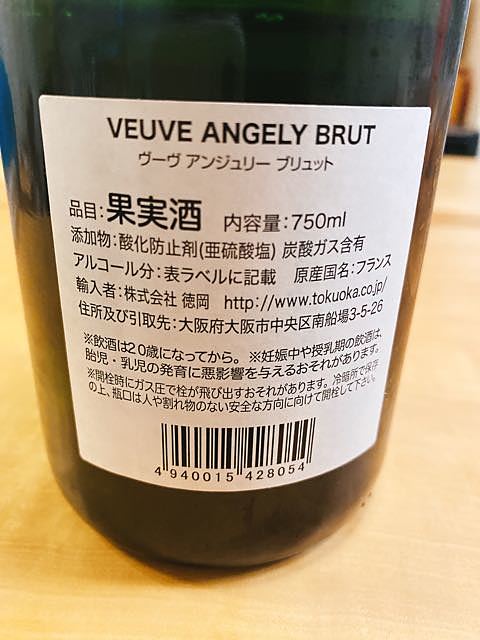 VEUVE ANGELY BRUT
ヴーヴ アンジュリー ブリュット
品目:果実酒 内容量:750ml
添加物:酸化防止剤(亜硫酸塩) 炭酸ガス含有
アルコール分:表ラベルに記載 原産国名:フランス
輸入者:株式会社 徳岡 http://www.tokuoka.co.jp/
住所及び引取先:大阪府大阪市中央区南船場3-5-26
※飲酒は20歳になってから。※妊娠中や授乳期の飲酒は、
胎児・乳児の発育に悪影響を与えるおそれがあります。
※開栓時にガス圧で栓が飛び出すおそれがあります。冷暗所で保存
の上、瓶口は人や割れ物のない安全な方向に向けて開栓して下さい。
4 940015 428054